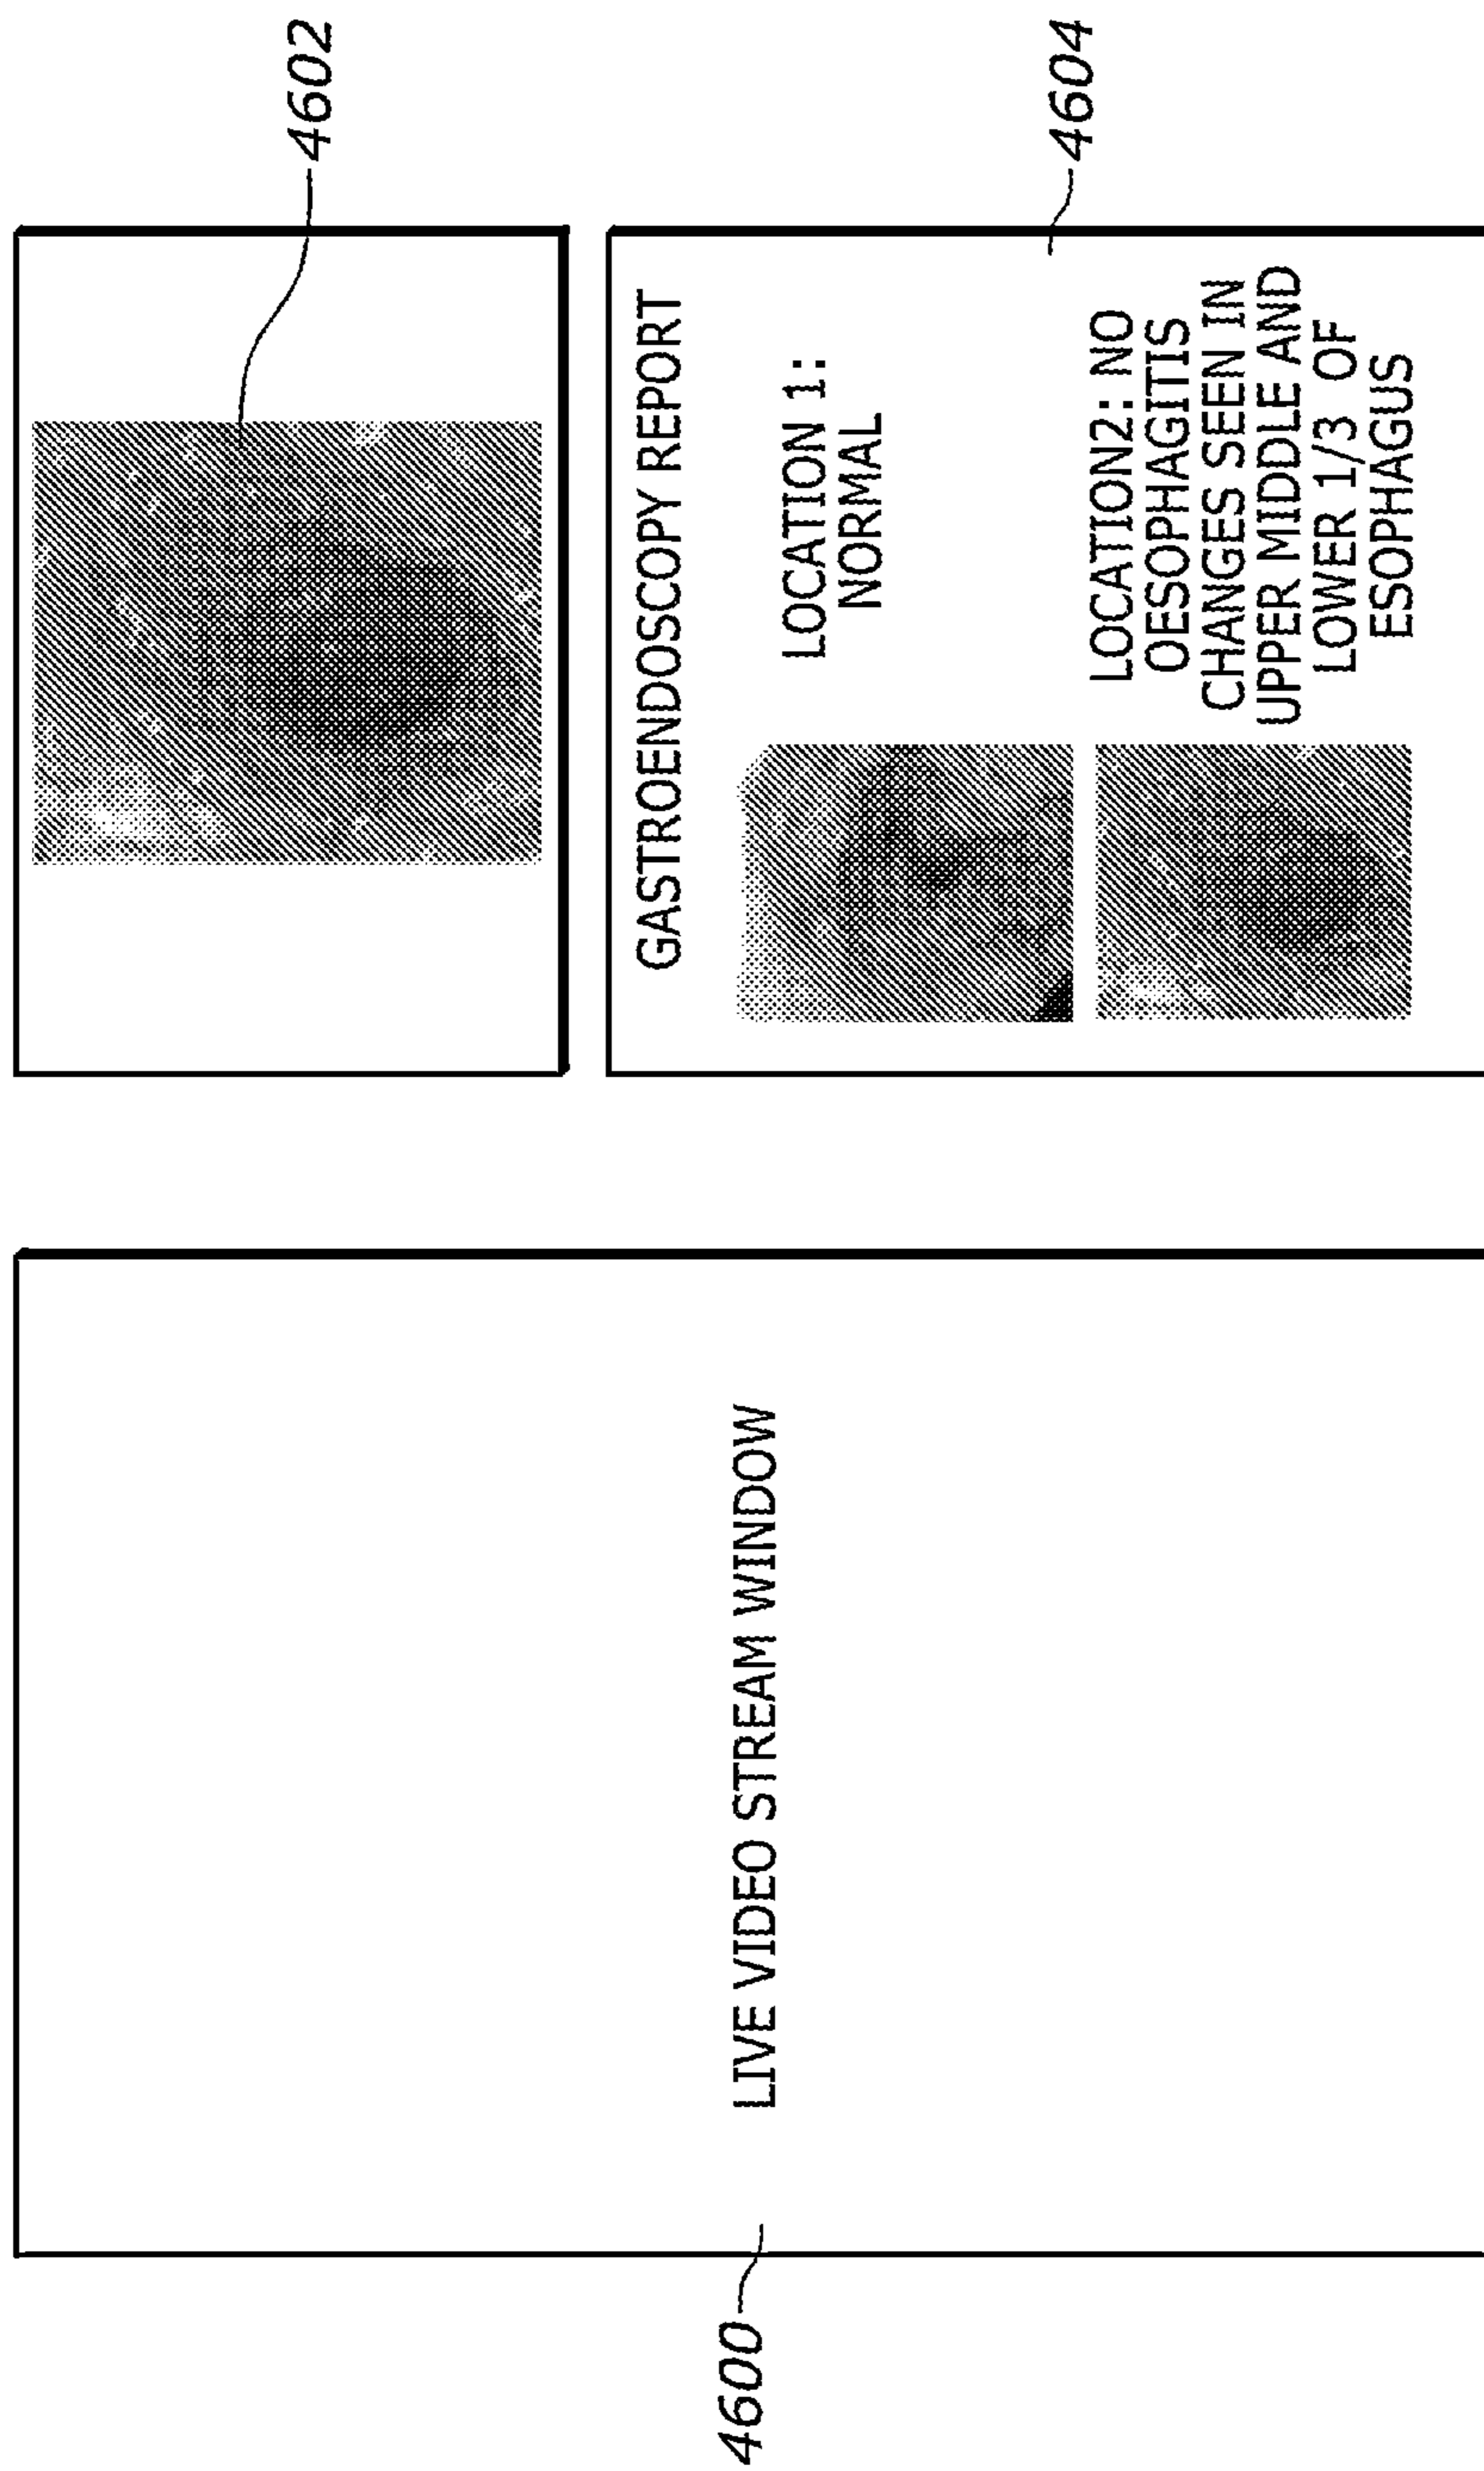 4600
LIVE VIDEO STREAM WINDOW
4602
GASTROENDOSCOPY REPORT
LOCATION 1:
NORMAL
LOCATION2: NO
OESOPHAGITIS
CHANGES SEEN IN
UPPER MIDDLE AND
LOWER 1/3 OF
ESOPHAGUS
4604